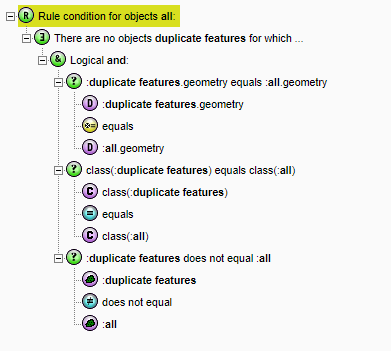 R Rule condition for objects all:
∃ There are no objects duplicate features for which ...
& Logical and:
? :duplicate features.geometry equals :all.geometry
D :duplicate features.geometry
equals
D :all.geometry
? class(:duplicate features) equals class(:all)
C class(:duplicate features)
= equals
C class(:all)
? :duplicate features does not equal :all
:duplicate features
≠ does not equal
:all